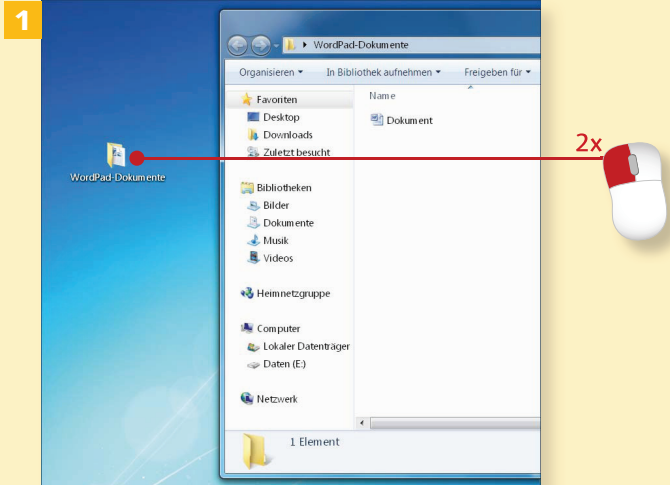 1
WordPad-Dokumente
WordPad-Dokumente
Organisieren In Bibliothek aufnehmen Freigeben für
Favoriten
Desktop
Downloads
Zuletzt besucht
Bibliotheken
Bilder
Dokumente
Musik
Videos
Heimnetzgruppe
Computer
Lokaler Datenträger
Daten (E:)
Netzwerk
Name
Dokument
1 Element
2x